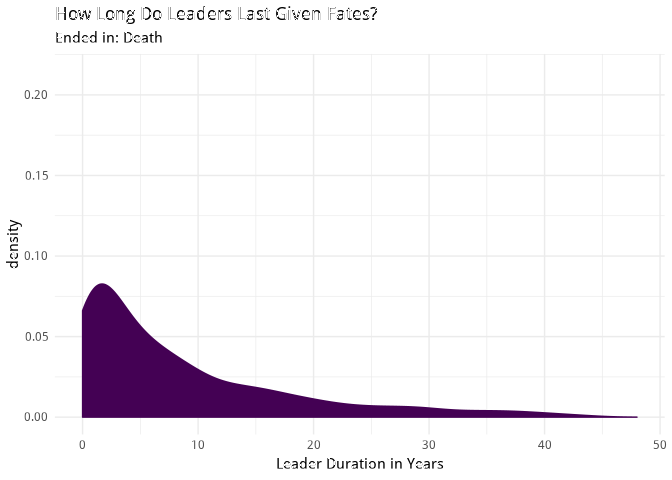 How Long Do Leaders Last Given Fates?
Ended in: Death
0.20
0.15
0.10
0.05
0.00
density
0 10 20 30 40 50
Leader Duration in Years